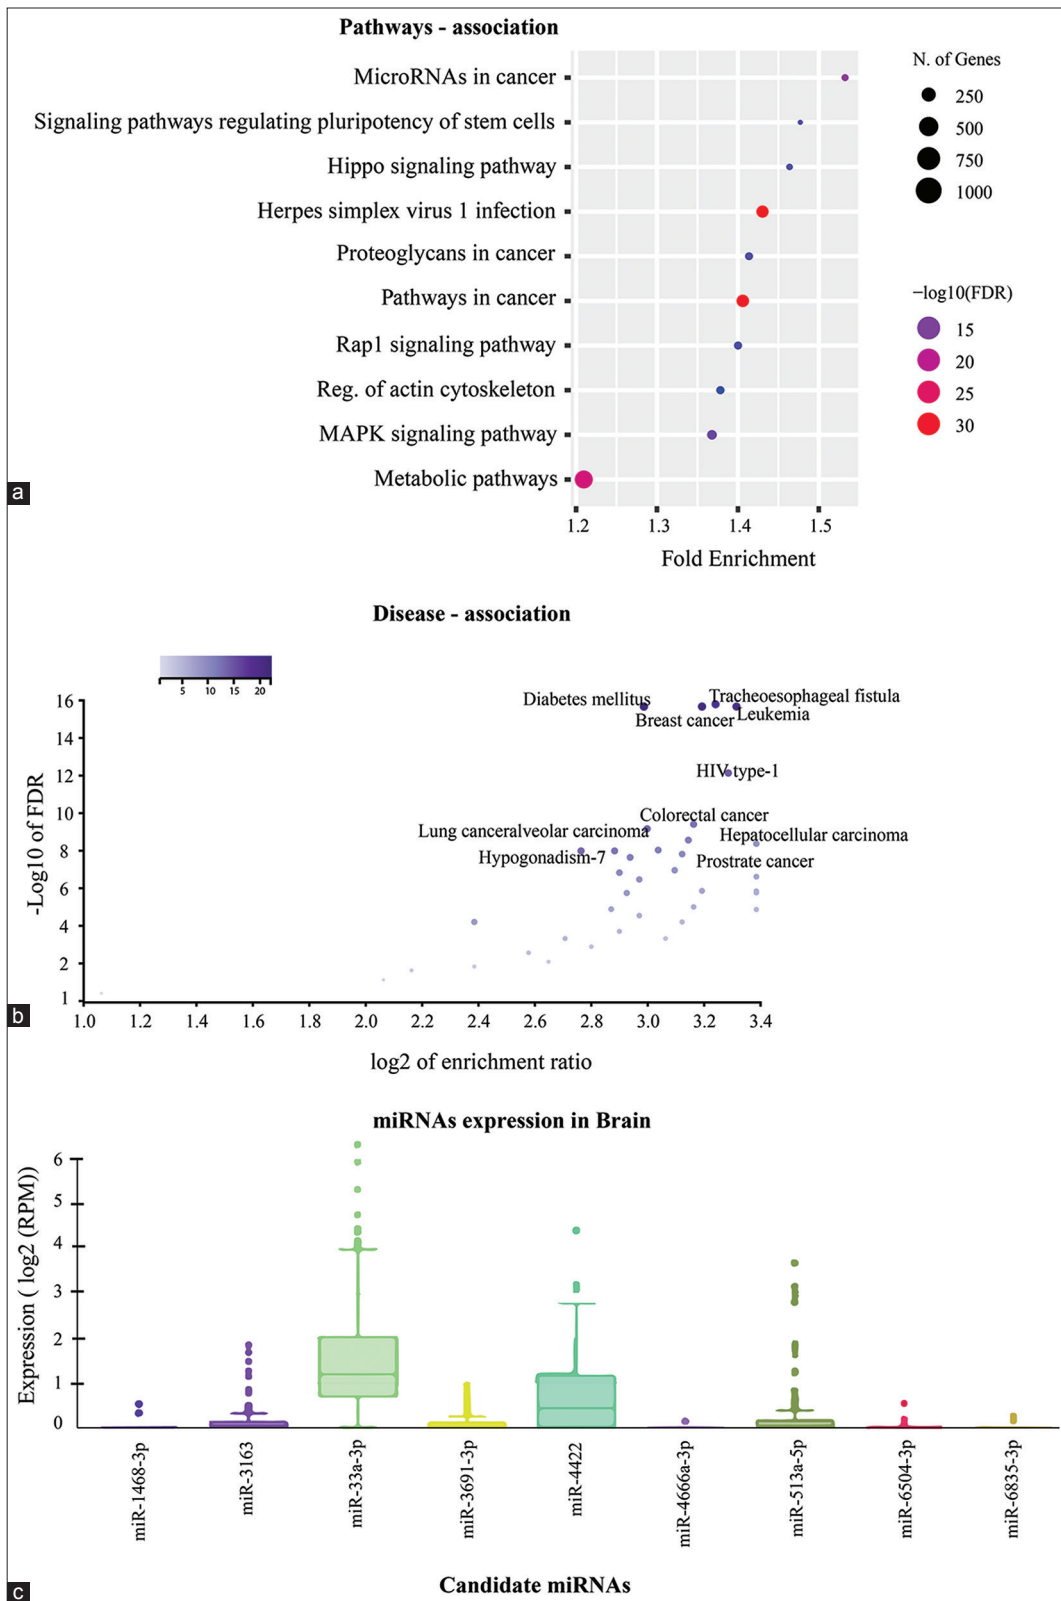 Pathways - association
MicroRNAs in cancer
Signaling pathways regulating pluripotency of stem cells
Hippo signaling pathway
Herpes simplex virus 1 infection
Proteoglycans in cancer
Pathways in cancer
Rap1 signaling pathway
Reg. of actin cytoskeleton
MAPK signaling pathway
Metabolic pathways
1.2 1.3 1.4 1.5
Fold Enrichment
N. of Genes
250
500
750
1000
−log10(FDR)
15
20
25
30
a
Disease - association
5 10 15 20
16
14
12
10
8
6
4
2
1
-Log10 of FDR
Diabetes mellitus
Tracheoesophageal fistula
Breast cancer
Leukemia
HIV type-1
Colorectal cancer
Lung canceralveolar carcinoma
Hepatocellular carcinoma
Hypogonadism-7
Prostrate cancer
1.0 1.2 1.4 1.6 1.8 2.0 2.2 2.4 2.6 2.8 3.0 3.2 3.4
log2 of enrichment ratio
b
miRNAs expression in Brain
6
5
4
3
2
1
0
Expression ( log2 (RPM))
miR-1468-3p
miR-3163
miR-33a-3p
miR-3691-3p
miR-4422
miR-4666a-3p
miR-513a-5p
miR-6504-3p
miR-6835-3p
Candidate miRNAs
c